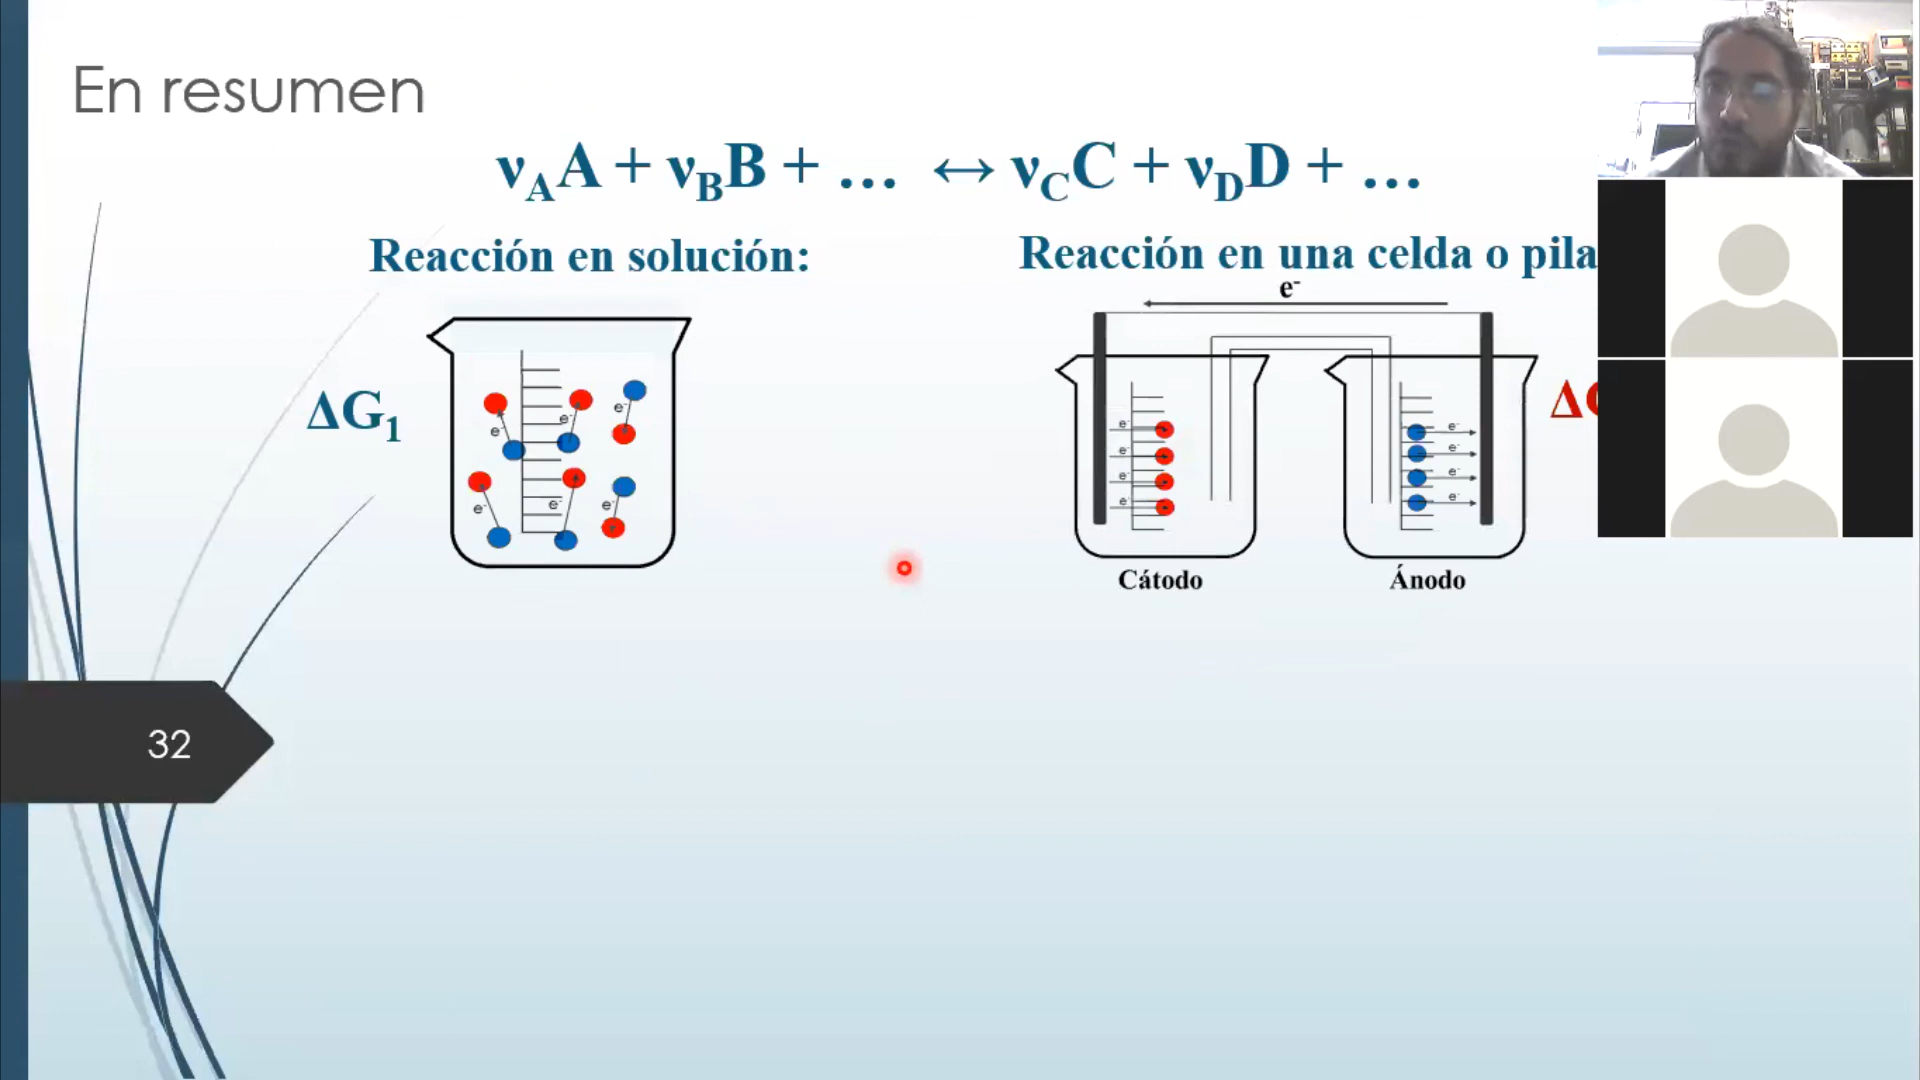 En resumen
νAA + νBB + … ↔ νCC + νDD + …
Reacción en solución:
Reacción en una celda o pila
e-
ΔG1
e- e- e-
e- e- e-
e- e-
e- e-
e- e-
e- e-
Δ
Cátodo Ánodo
32